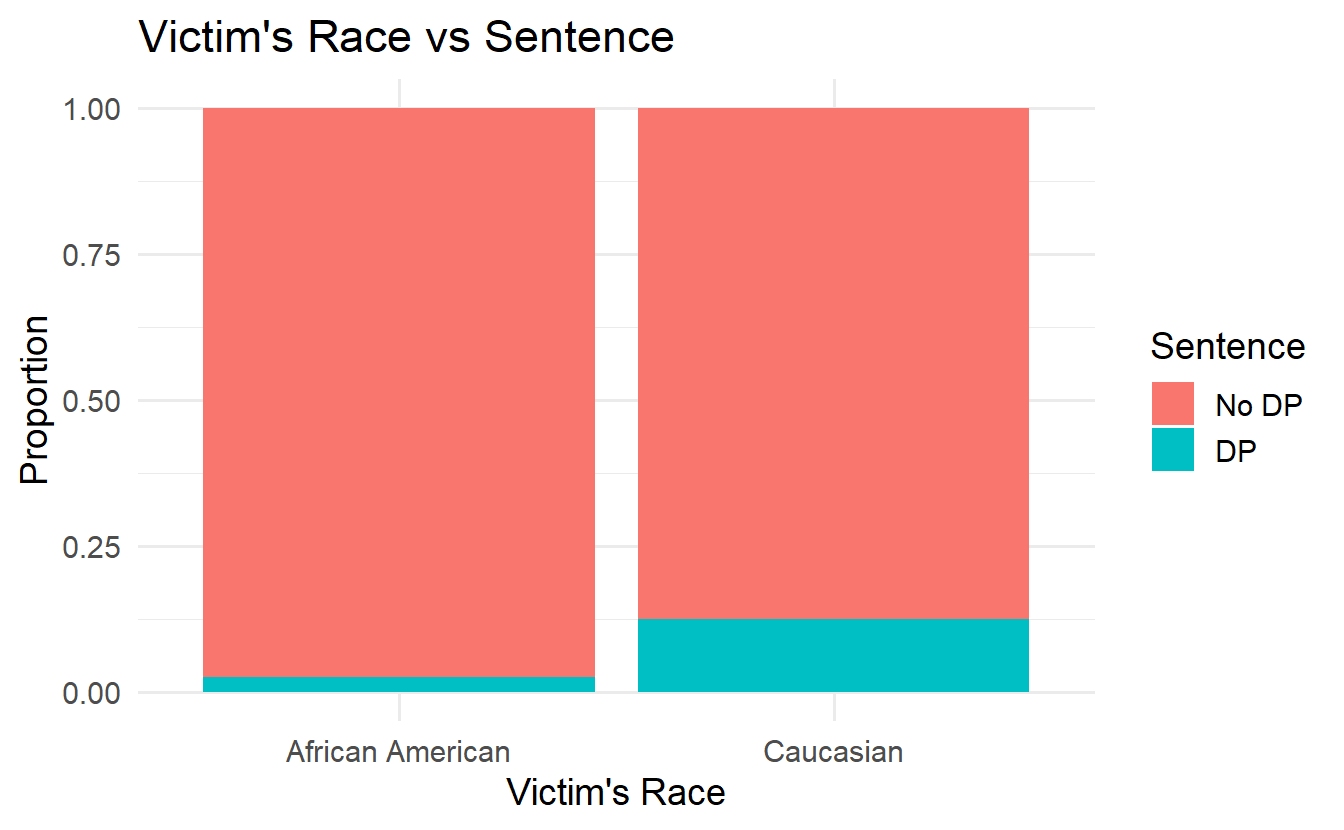 Victim's Race vs Sentence
1.00
0.75
0.50
0.25
0.00
Proportion
African American
Caucasian
Victim's Race
Sentence
No DP
DP